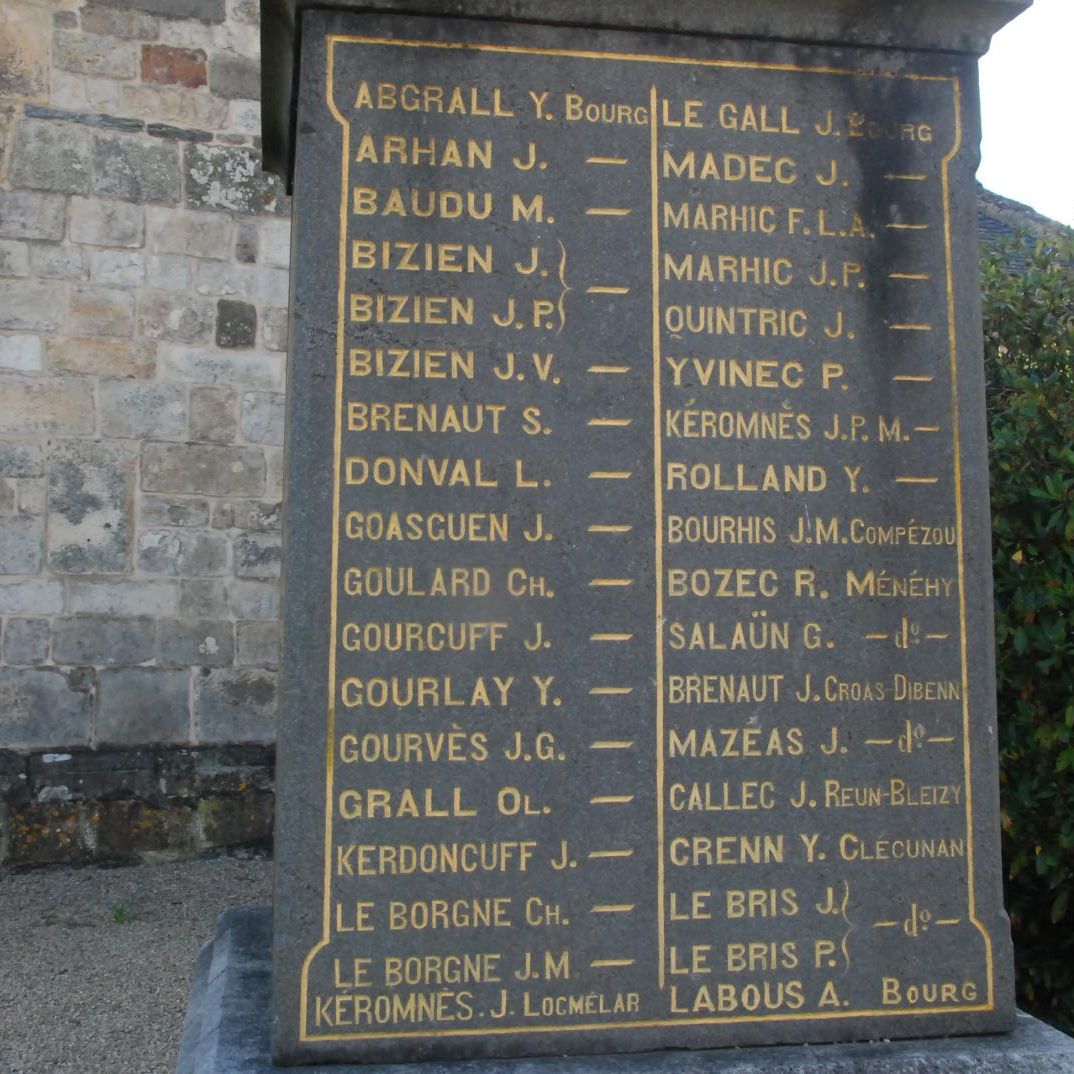 ABGRALL Y. BOURG
ARHAN J. —
BAUDU M. —
BIZIEN J.
BIZIEN J.P. —
BIZIEN J.V. —
BRENAUT S. —
DONVAL L. —
GOASGUEN J. —
GOULARD CH. —
GOURCUFF J. —
GOURLAY Y. —
GOURVÈS J.G. —
GRALL OL. —
KERDONCUFF J. —
LE BORGNE CH. —
LE BORGNE J.M —
KÉROMNÈS. J. LOCMÉLAR
LE GALL J. BOURG
MADEC J. —
MARHIC F.L.A. —
MARHIC J.P. —
QUINTRIC J. —
YVINEC P. —
KÉROMNÈS J.P.M. —
ROLLAND Y. —
BOURHIS J.M. COMPÉZOU
BOZEC R. MÉNÉHY
SALAÜN G. — dº —
BRENAUT J. CROAS-DIBENN
MAZÉAS J. — dº —
CALLEC J. REUN-BLEIZY
CRENN Y. CLÉCUNAN
LE BRIS J.
LE BRIS P. — dº —
LABOUS A. BOURG